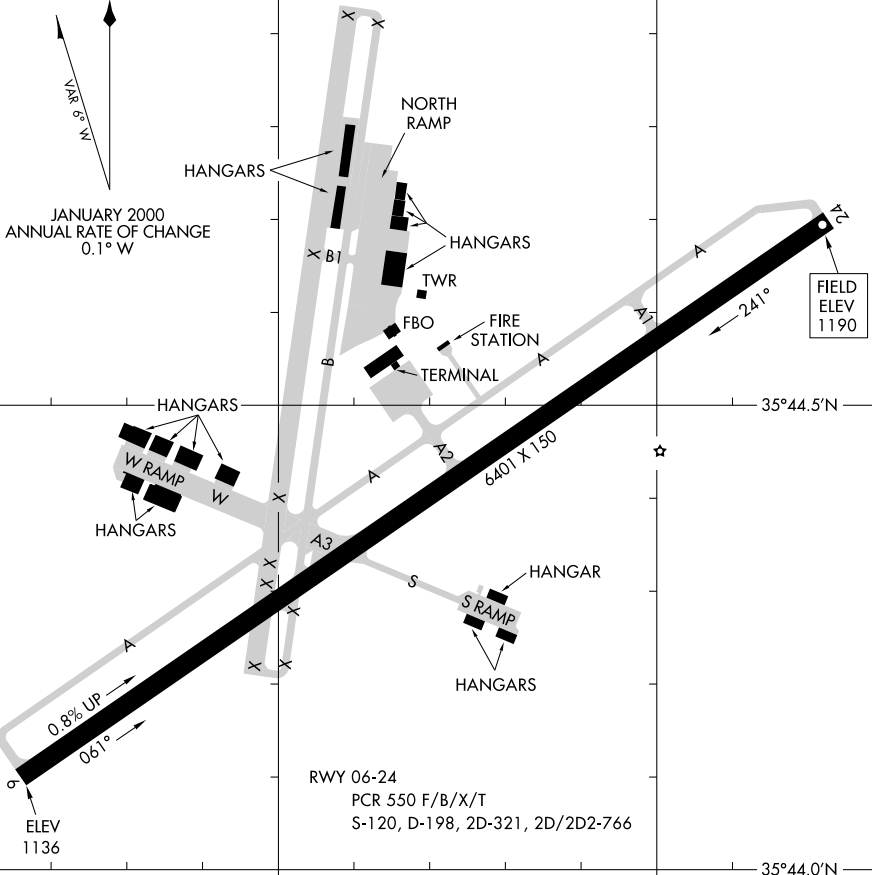 X
X
VAR 6° W
NORTH
RAMP
HANGARS
JANUARY 2000
ANNUAL RATE OF CHANGE
0.1° W
24
HANGARS
X B1
A
TWR
FIELD
ELEV
1190
241°
A1
FBO
FIRE
STATION
B
A
TERMINAL
HANGARS
35°44.5'N
A2
6401 X 150
W RAMP
A
W
X
HANGARS
A3
X
HANGAR
X
S
X
S RAMP
A
X
X
HANGARS
0.8% UP
061°
6
RWY 06-24
PCR 550 F/B/X/T
S-120, D-198, 2D-321, 2D/2D2-766
ELEV
1136
35°44.0'N